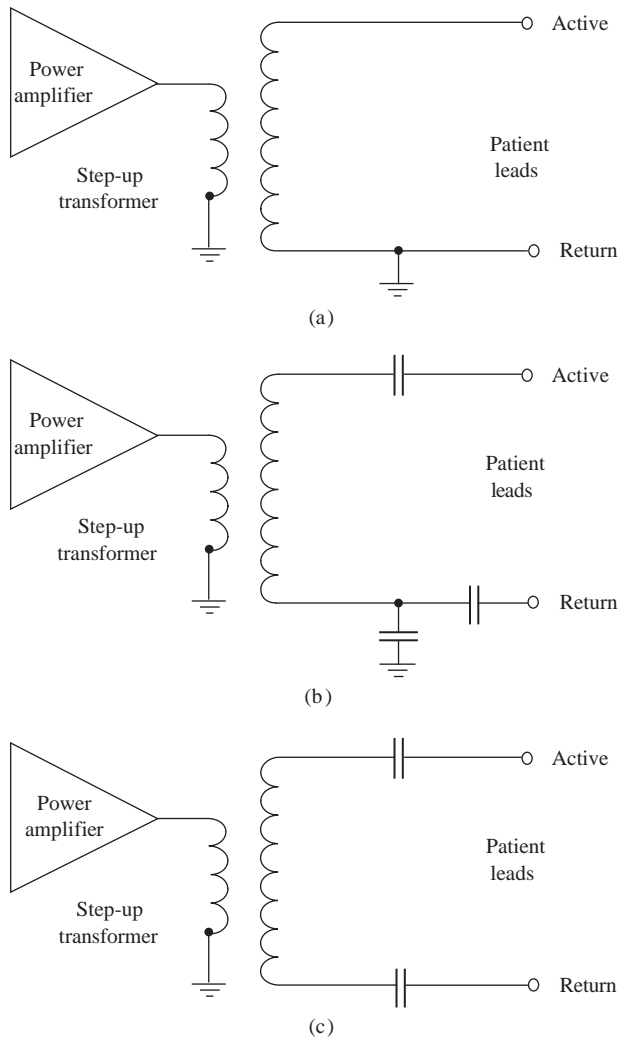 Active
Power
amplifier
Patient
leads
Step-up
transformer
Return
(a)
Active
Power
amplifier
Patient
leads
Step-up
transformer
Return
(b)
Active
Power
amplifier
Patient
leads
Step-up
transformer
Return
(c)